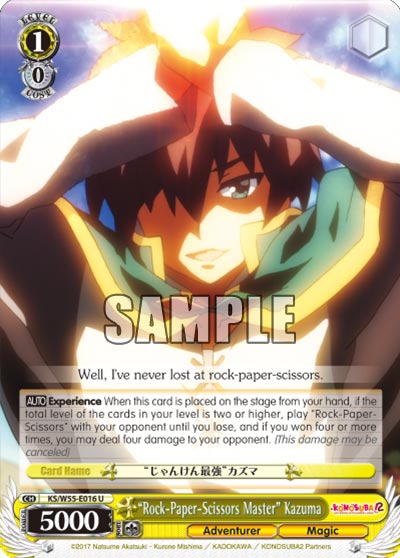 LEVEL
1
0
COST
SAMPLE
Well, I've never lost at rock-paper-scissors.
AUTO Experience When this card is placed on the stage from your hand, if the
total level of the cards in your level is two or higher, play "Rock-Paper-
Scissors" with your opponent until you lose, and if you won four or more
times, you may deal four damage to your opponent. (This damage may be
canceled)
Card Name
“じゃんけん最強”カズマ
CH KS/W55-E016 U
"Rock-Paper-Scissors Master" Kazuma
KONOSUBA 2
POWER
5000
Adventurer
Magic
©2017 Natsume Akatsuki・Kurone Mishima / KADOKAWA / KONOSUBA2 Partners